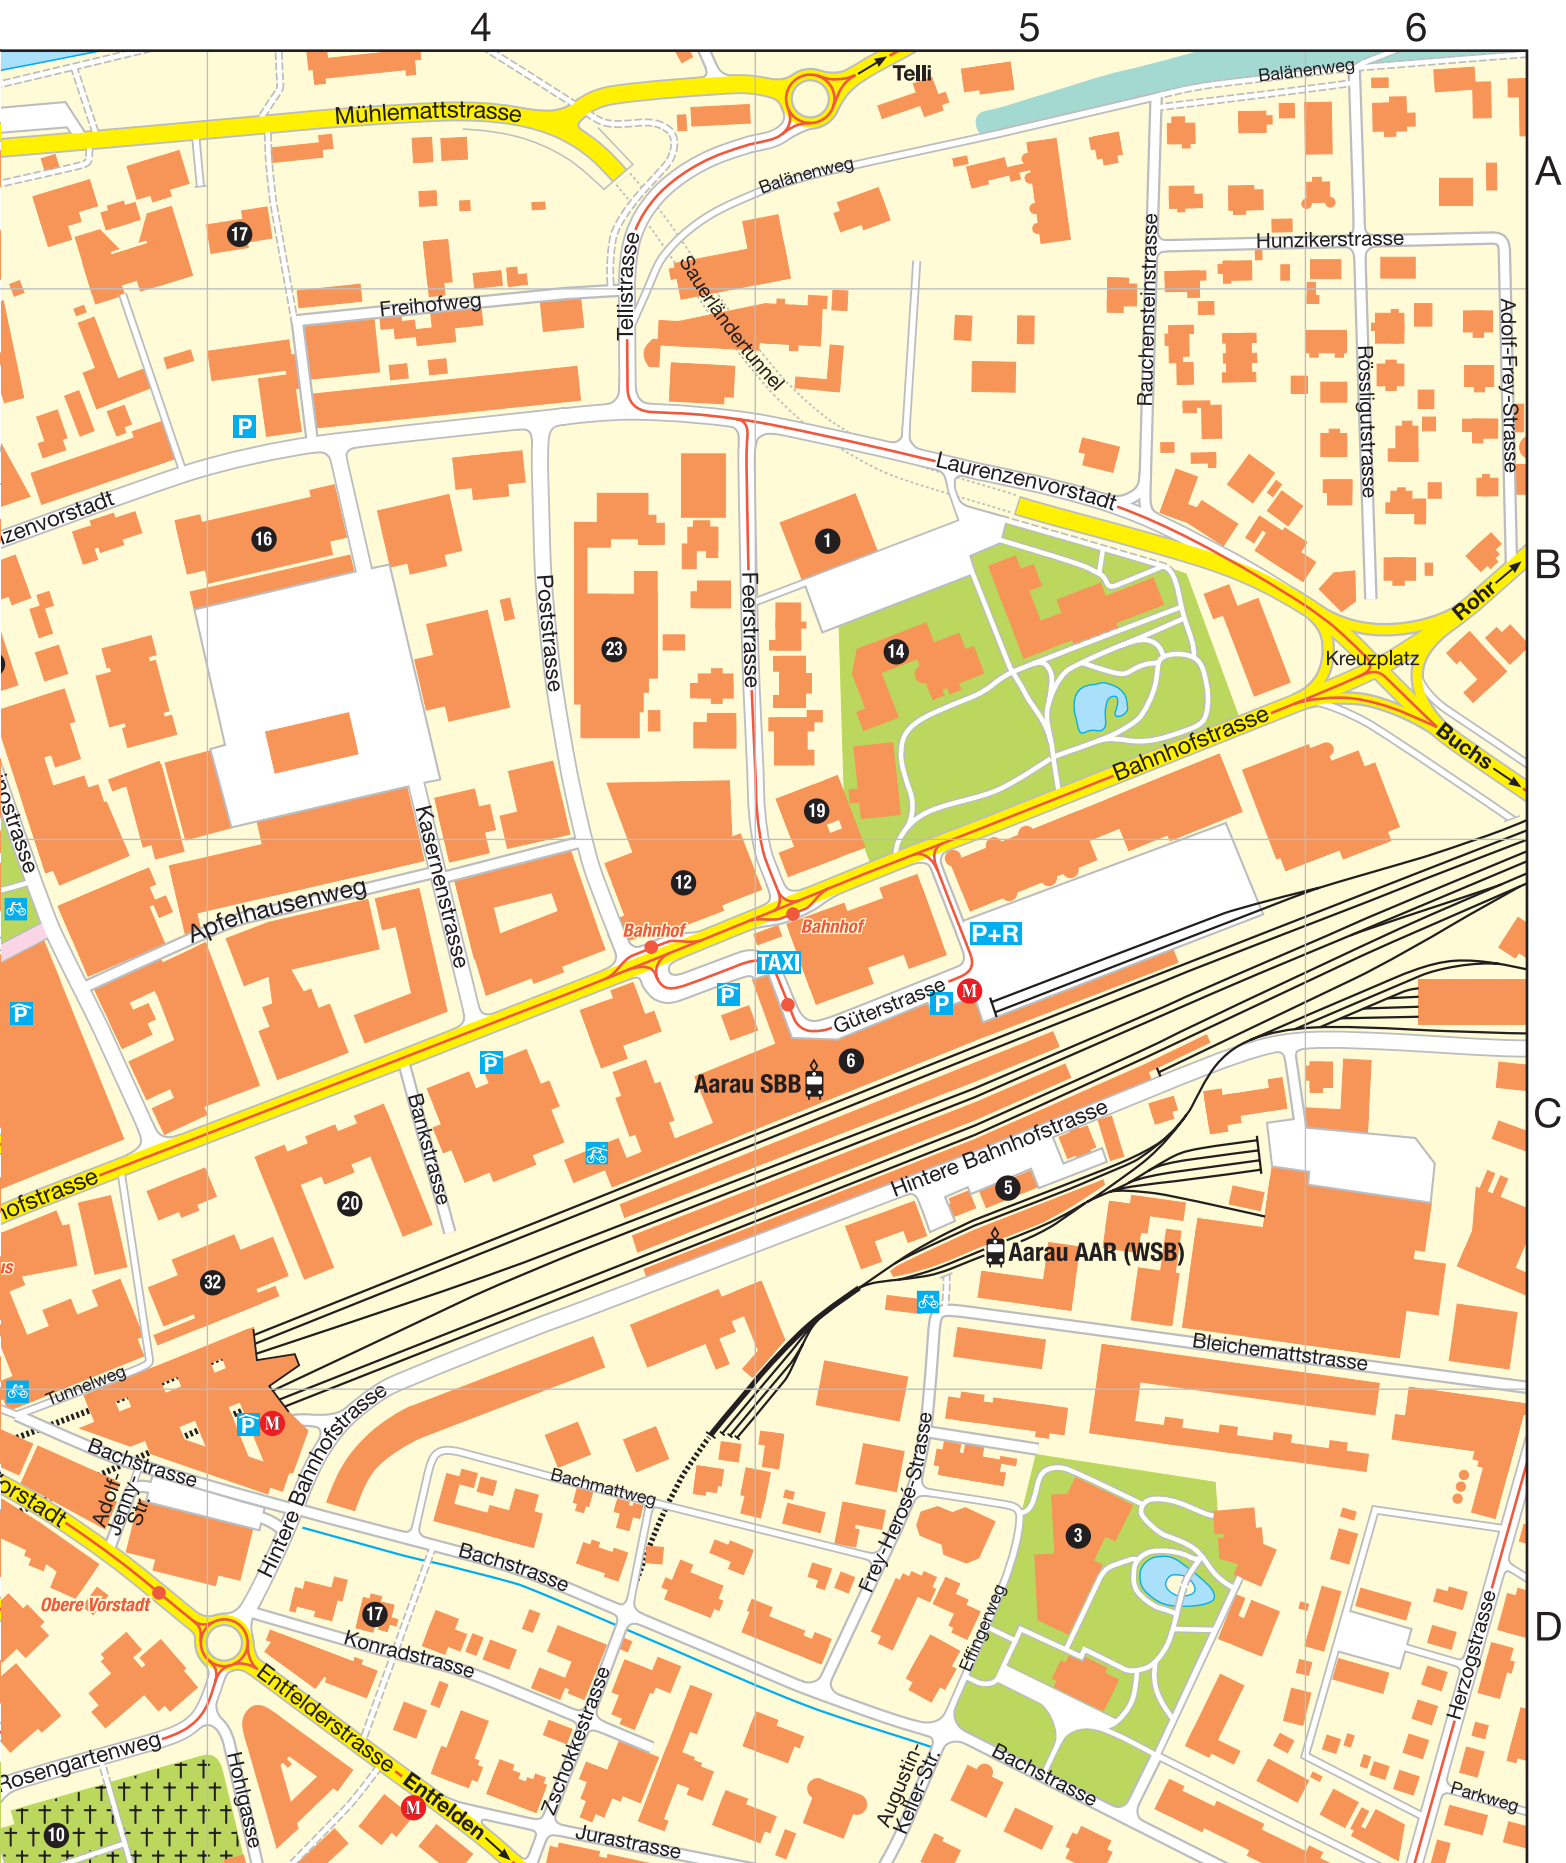 4 5 6
A
B
C
D
Telli
Balänenweg
Mühlemattstrasse
Balänenweg
17
Hunzikerstrasse
Tellistrasse
Rauchensteinstrasse
Sauerländertunnel
Freihofweg
Adolf-Frey-Strasse
Rössligutstrasse
P
Laurenzenvorstadt
zenvorstadt
16
1
Poststrasse
Feerstrasse
Rohr
23
14
Kreuzplatz
Bahnhofstrasse
Buchs
19
Kasernenstrasse
12
Apfelhausenweg
Bahnhof
Bahnhof
P+R
TAXI
P
P
M
P
Güterstrasse
6
P
Aarau SBB
Bankstrasse
Hintere Bahnhofstrasse
hofstrasse
5
20
Aarau AAR (WSB)
32
Bleichemattstrasse
Tunnelweg
P
M
Hintere Bahnhofstrasse
Bachstrasse
Adolf-
Jenny-
Str.
Bachmattweg
orstadt
Frey-Herosé-Strasse
3
Bachstrasse
Obere Vorstadt
17
Konradstrasse
Effingerweg
Herzogstrasse
Entfelderstrasse
Zschokkestrasse
Rosengartenweg
Hohlgasse
Entfelden
M
Augustin-
Keller-Str.
Bachstrasse
Parkweg
10
Jurastrasse